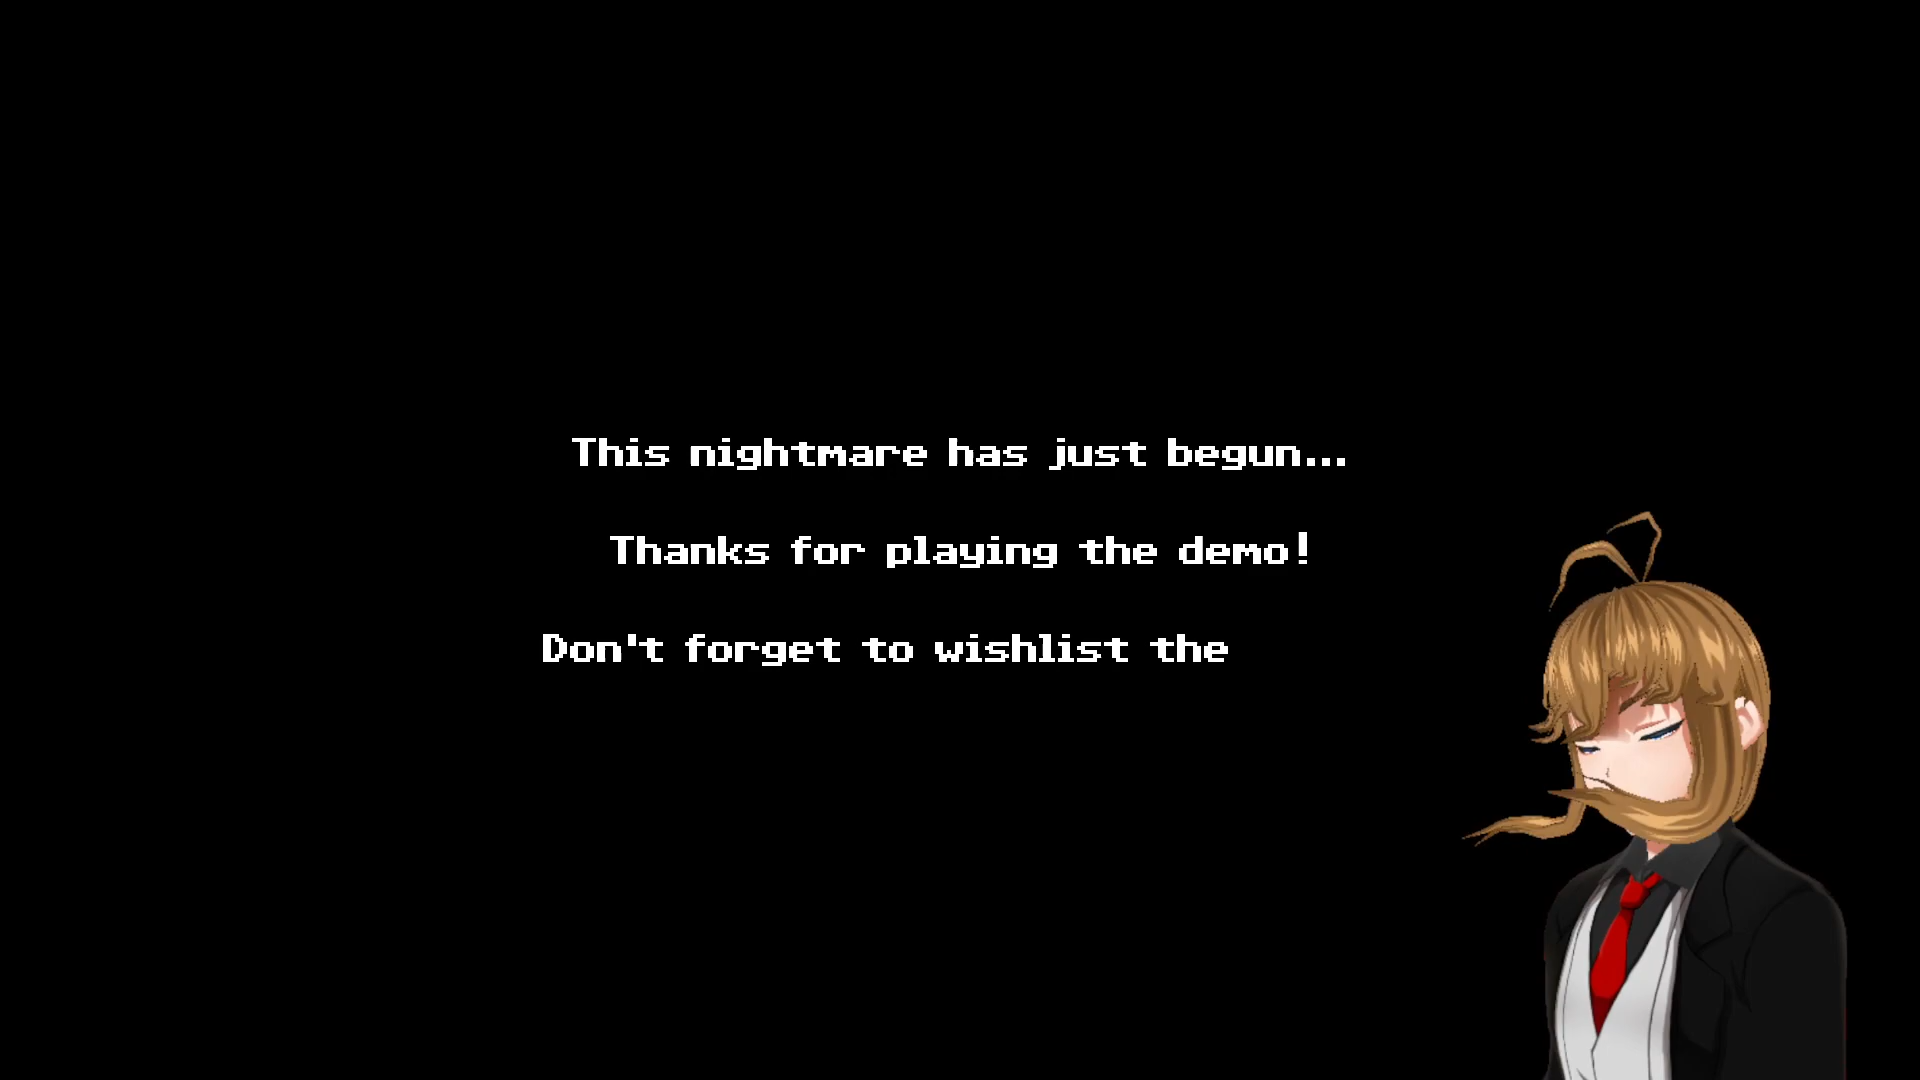 This nightmare has just begun...
Thanks for playing the demo!
Don't forget to wishlist the